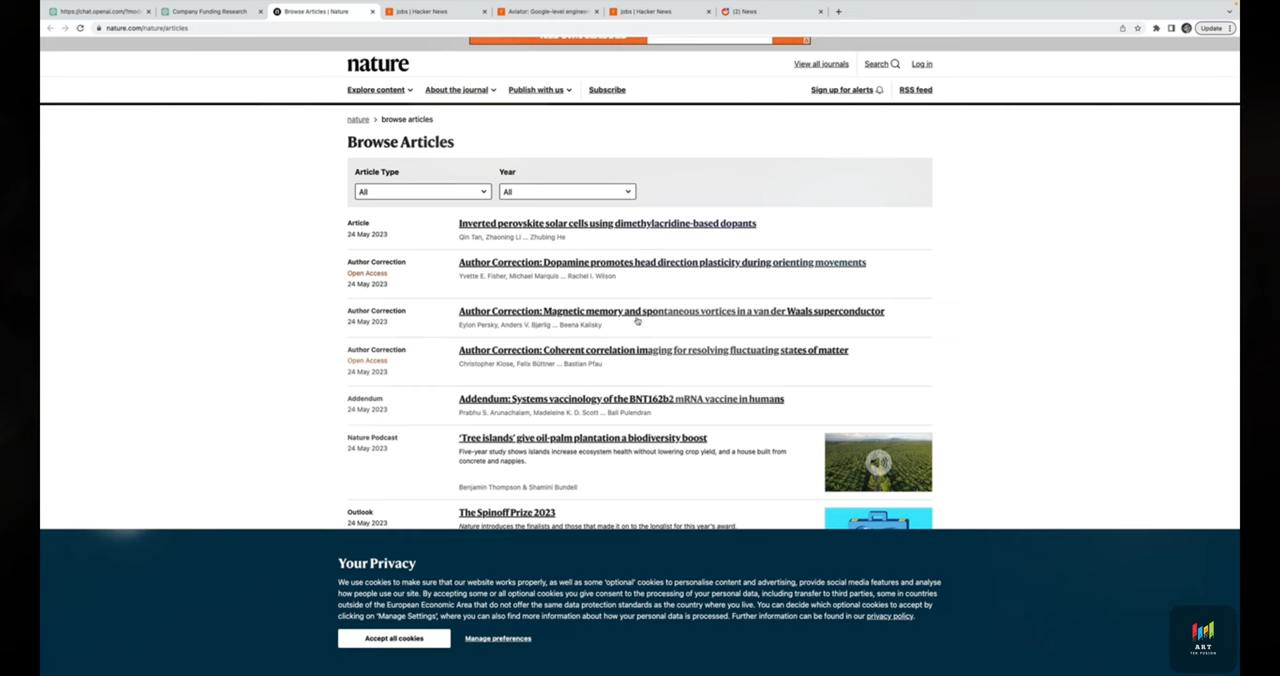 https://chat.openai.com/?mod
Company Funding Research
Browse Articles | Nature
jobs | Hacker News
Aviator: Google-level engineer
jobs | Hacker News
(2) News
nature.com/nature/articles
Update
nature
View all journals
Search
Log in
Explore content
About the journal
Publish with us
Subscribe
Sign up for alerts
RSS feed
nature > browse articles
Browse Articles
Article Type
Year
All
All
Article
24 May 2023
Inverted perovskite solar cells using dimethylacridine-based dopants
Qin Tan, Zhaoning Li ... Zhubing He
Author Correction
Open Access
24 May 2023
Author Correction: Dopamine promotes head direction plasticity during orienting movements
Yvette E. Fisher, Michael Marquis ... Rachel I. Wilson
Author Correction
24 May 2023
Author Correction: Magnetic memory and spontaneous vortices in a van der Waals superconductor
Eylon Persky, Anders V. Bjørlig ... Beena Kalisky
Author Correction
Open Access
24 May 2023
Author Correction: Coherent correlation imaging for resolving fluctuating states of matter
Christopher Klose, Felix Büttner ... Bastian Pfau
Addendum
24 May 2023
Addendum: Systems vaccinology of the BNT162b2 mRNA vaccine in humans
Prabhu S. Arunachalam, Madeleine K. D. Scott ... Bali Pulendran
Nature Podcast
24 May 2023
‘Tree islands’ give oil-palm plantation a biodiversity boost
Five-year study shows islands increase ecosystem health without lowering crop yield, and a house built from
concrete and nappies.
Benjamin Thompson & Shamini Bundell
Outlook
24 May 2023
The Spinoff Prize 2023
Nature introduces the finalists and those that made it on to the longlist for this year's award.
Your Privacy
We use cookies to make sure that our website works properly, as well as some ‘optional’ cookies to personalise content and advertising, provide social media features and analyse
how people use our site. By accepting some or all optional cookies you give consent to the processing of your personal data, including transfer to third parties, some in countries
outside of the European Economic Area that do not offer the same data protection standards as the country where you live. You can decide which optional cookies to accept by
clicking on ‘Manage Settings’, where you can also find more information about how your personal data is processed. Further information can be found in our privacy policy.
Accept all cookies
Manage preferences
ART
TEK FUSION